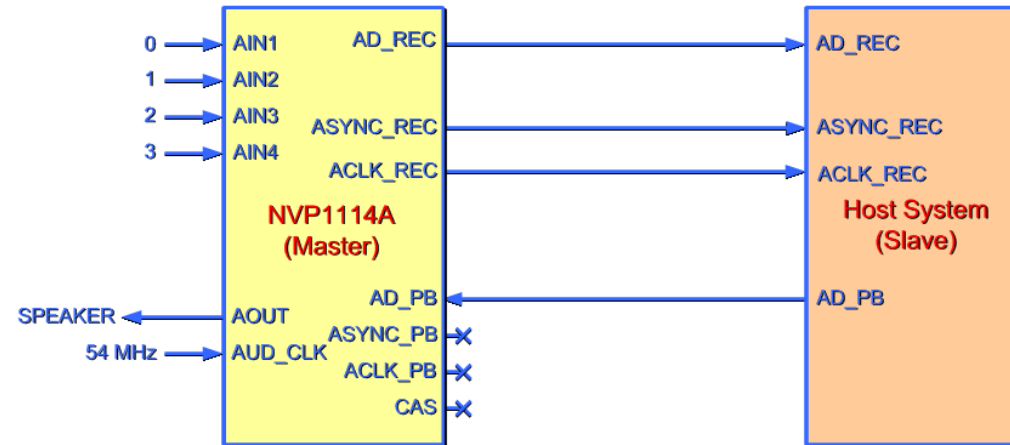 0
AIN1
AD_REC
AD_REC
1
AIN2
2
AIN3
ASYNC_REC
ASYNC_REC
3
AIN4
ACLK_REC
ACLK_REC
NVP1114A
(Master)
Host System
(Slave)
AD_PB
AD_PB
SPEAKER
AOUT
ASYNC_PB
54 MHz
AUD_CLK
ACLK_PB
CAS